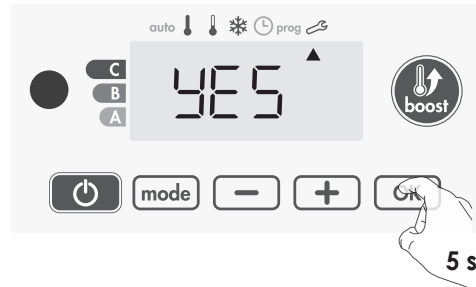 auto prog
C
B
A
YES
boost
mode - + OK
5 s